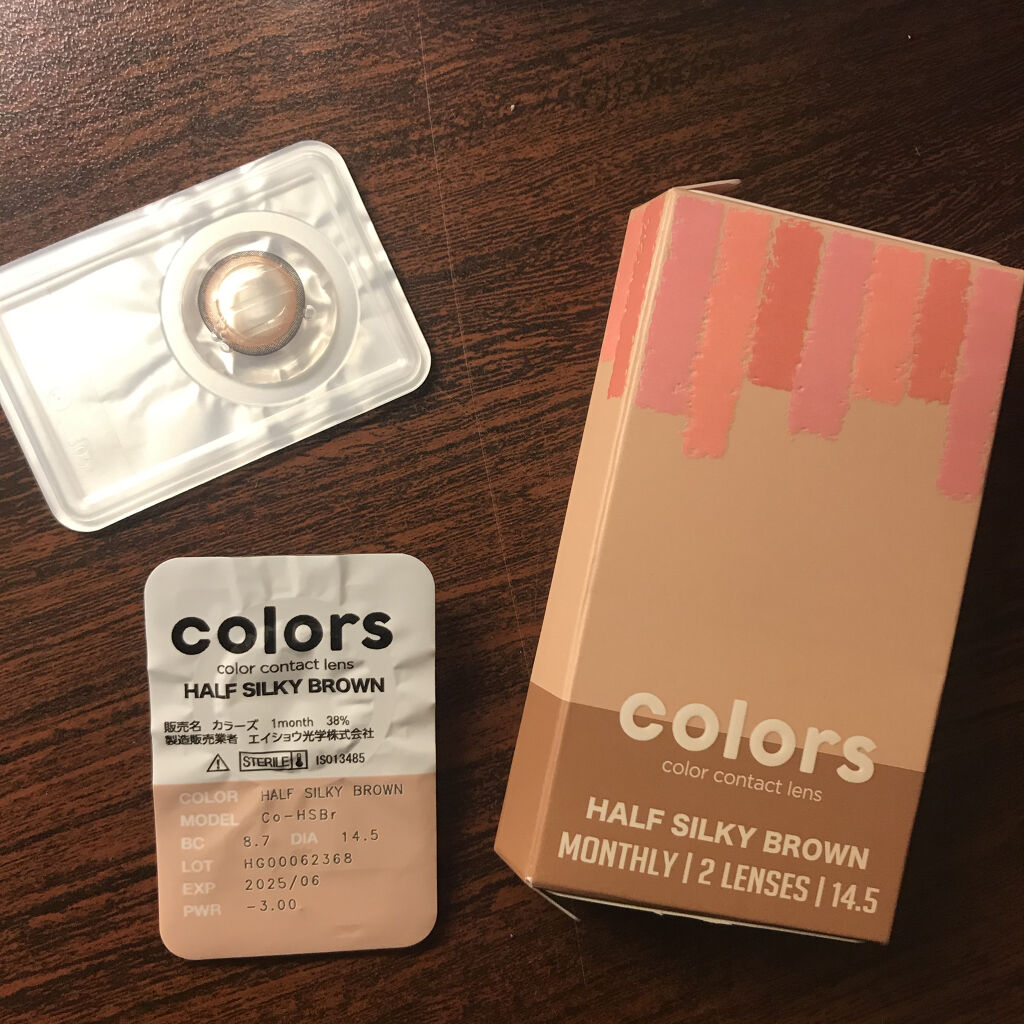 colors
color contact lens
HALF SILKY BROWN
販売名 カラーズ 1month 38%
製造販売業者 エイショウ光学株式会社
STERILE ISO13485
COLOR HALF SILKY BROWN
MODEL Co-HSBr
BC 8.7 DIA 14.5
LOT HG00062368
EXP 2025/06
PWR -3.00
colors
color contact lens
HALF SILKY BROWN
MONTHLY | 2 LENSES | 14.5